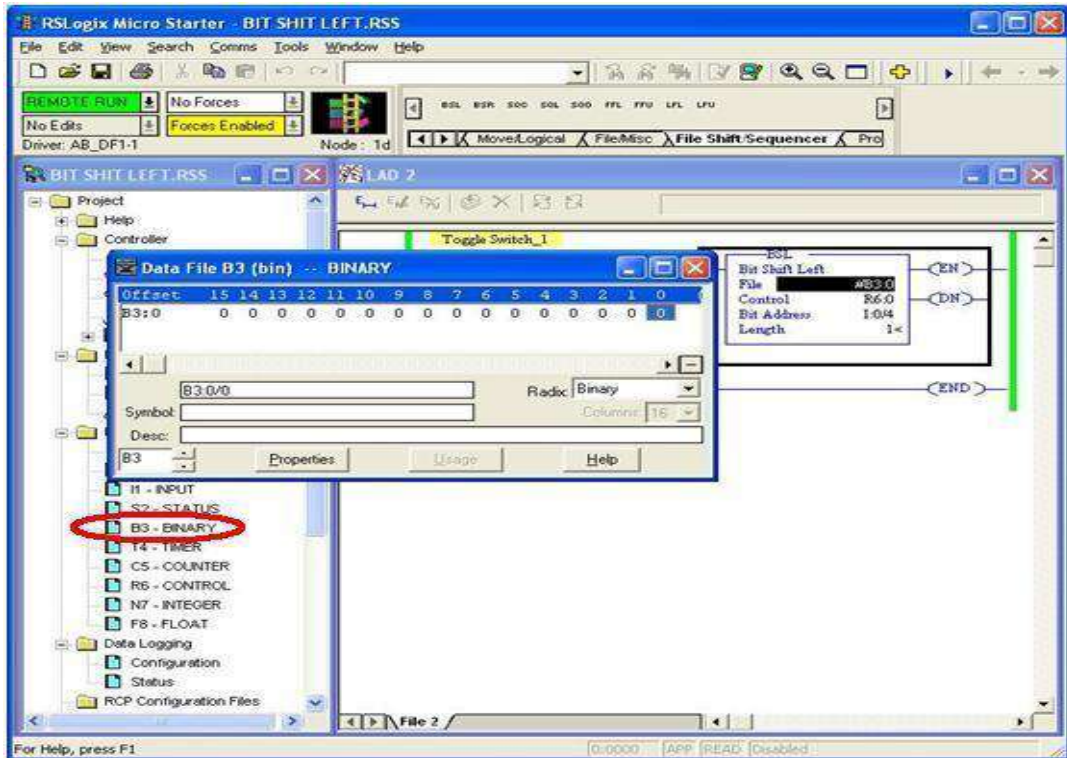 RSLogix Micro Starter - BIT SHIT LEFT.RSS
File Edit View Search Comms Tools Window Help
REMOTE RUN No Forces
No Edits Forces Enabled
Driver: AB_DF1-1 Node: 1d
BSL BSR SQC SQL SQO FFL FFU LFL LFU
Move/Logical File/Misc File Shift/Sequencer Pro
BIT SHIT LEFT.RSS
LAD 2
Project
Help
Controller
Toggle Switch_1
BSL
Bit Shift Left
File #B3:0
Control R6:0
Bit Address I:0/4
Length 1<
EN
DN
END
Data File B3 (bin) -- BINARY
Offset 15 14 13 12 11 10 9 8 7 6 5 4 3 2 1 0
B3:0 0 0 0 0 0 0 0 0 0 0 0 0 0 0 0 0
B3:0/0
Radix: Binary
Symbol:
Columns: 16
Desc:
B3
Properties Usage Help
I1 - INPUT
S2 - STATUS
B3 - BINARY
T4 - TIMER
C5 - COUNTER
R6 - CONTROL
N7 - INTEGER
F8 - FLOAT
Data Logging
Configuration
Status
RCP Configuration Files
File 2
For Help, press F1
0:0000 APP READ Disabled